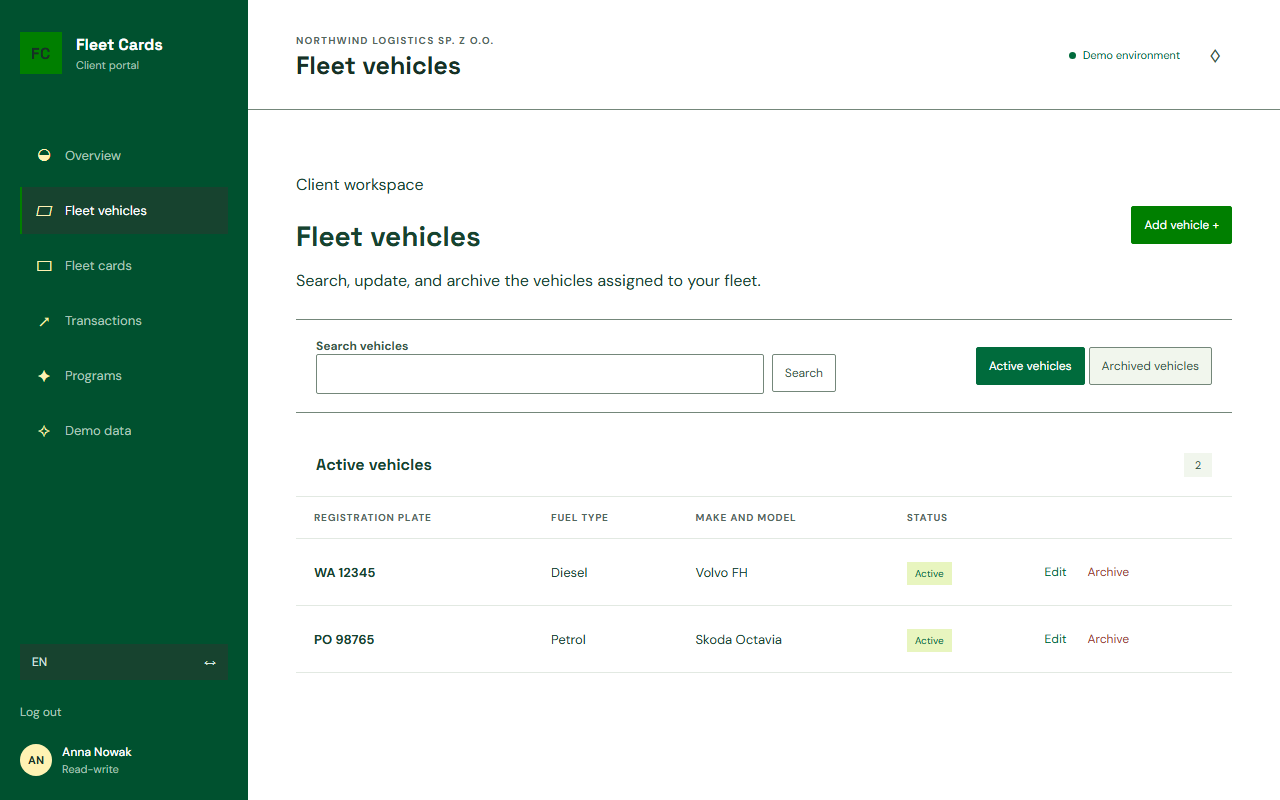 FC
Fleet Cards
Client portal
Overview
Fleet vehicles
Fleet cards
Transactions
Programs
Demo data
EN
Log out
AN
Anna Nowak
Read-write
NORTHWIND LOGISTICS SP. Z O.O.
Fleet vehicles
Demo environment
Client workspace
Fleet vehicles
Add vehicle +
Search, update, and archive the vehicles assigned to your fleet.
Search vehicles
Search
Active vehicles
Archived vehicles
Active vehicles
2
REGISTRATION PLATE FUEL TYPE MAKE AND MODEL STATUS
WA 12345 Diesel Volvo FH Active Edit Archive
PO 98765 Petrol Skoda Octavia Active Edit Archive